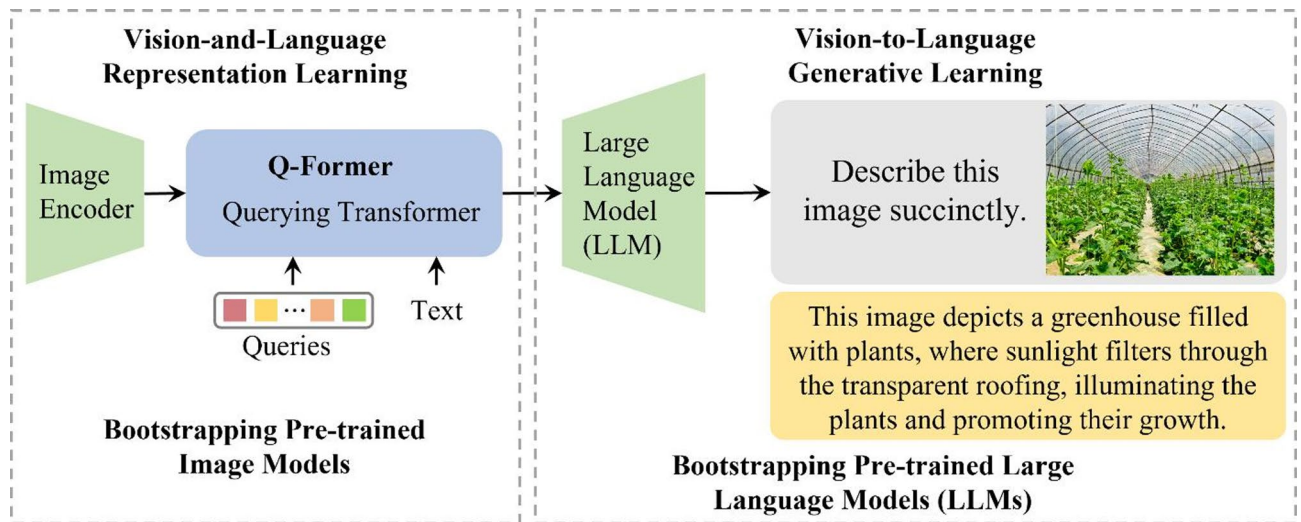 Vision-and-Language
Representation Learning
Image
Encoder
Q-Former
Querying Transformer
...
Queries
Text
Bootstrapping Pre-trained
Image Models
Vision-to-Language
Generative Learning
Large
Language
Model
(LLM)
Describe this
image succinctly.
This image depicts a greenhouse filled
with plants, where sunlight filters through
the transparent roofing, illuminating the
plants and promoting their growth.
Bootstrapping Pre-trained Large
Language Models (LLMs)